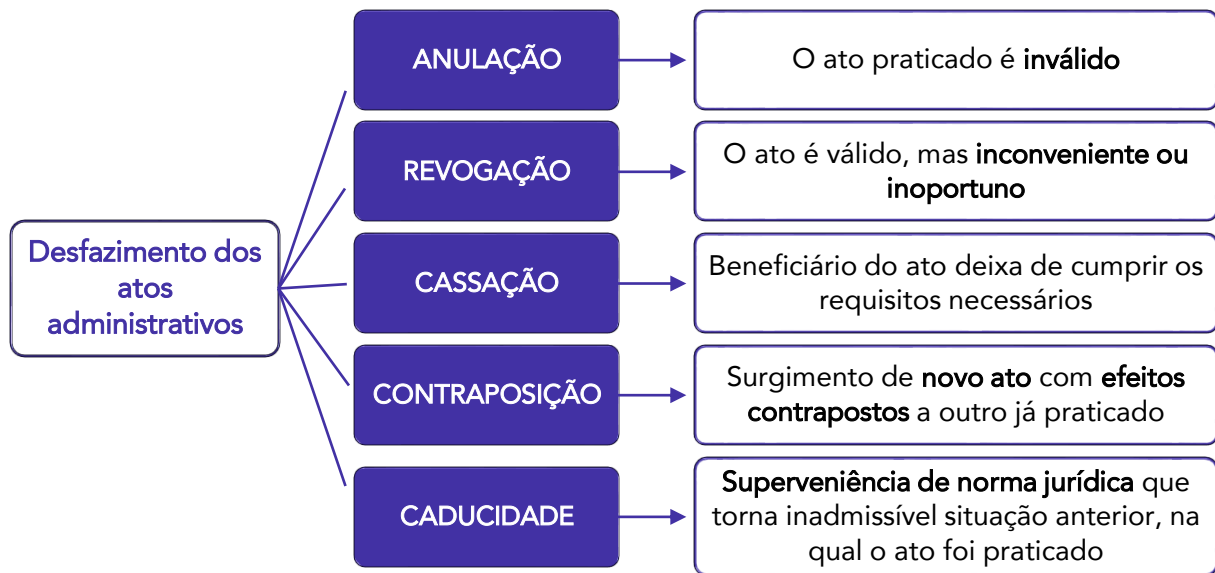 Desfazimento dos
atos
administrativos
ANULAÇÃO
O ato praticado é inválido
REVOGAÇÃO
O ato é válido, mas inconveniente ou
inoportuno
CASSAÇÃO
Beneficiário do ato deixa de cumprir os
requisitos necessários
CONTRAPOSIÇÃO
Surgimento de novo ato com efeitos
contrapostos a outro já praticado
CADUCIDADE
Superveniência de norma jurídica que
torna inadmissível situação anterior, na
qual o ato foi praticado